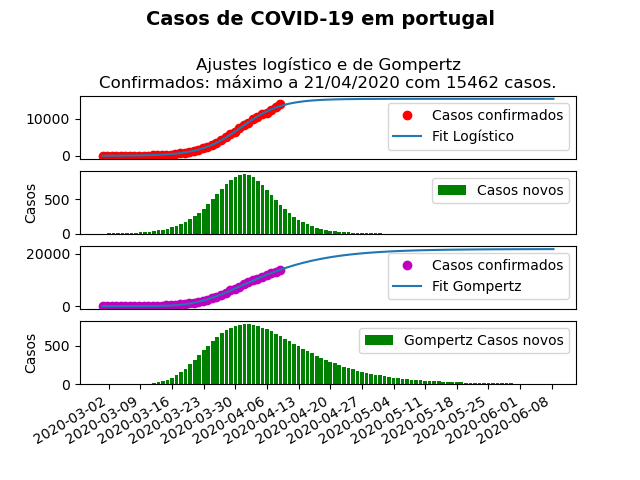 Casos de COVID-19 em portugal
Ajustes logístico e de Gompertz
Confirmados: máximo a 21/04/2020 com 15462 casos.
10000
0
Casos confirmados
Fit Logístico
Casos
500
0
Casos novos
20000
0
Casos confirmados
Fit Gompertz
Casos
500
0
Gompertz Casos novos
2020-03-02
2020-03-09
2020-03-16
2020-03-23
2020-03-30
2020-04-06
2020-04-13
2020-04-20
2020-04-27
2020-05-04
2020-05-11
2020-05-18
2020-05-25
2020-06-01
2020-06-08